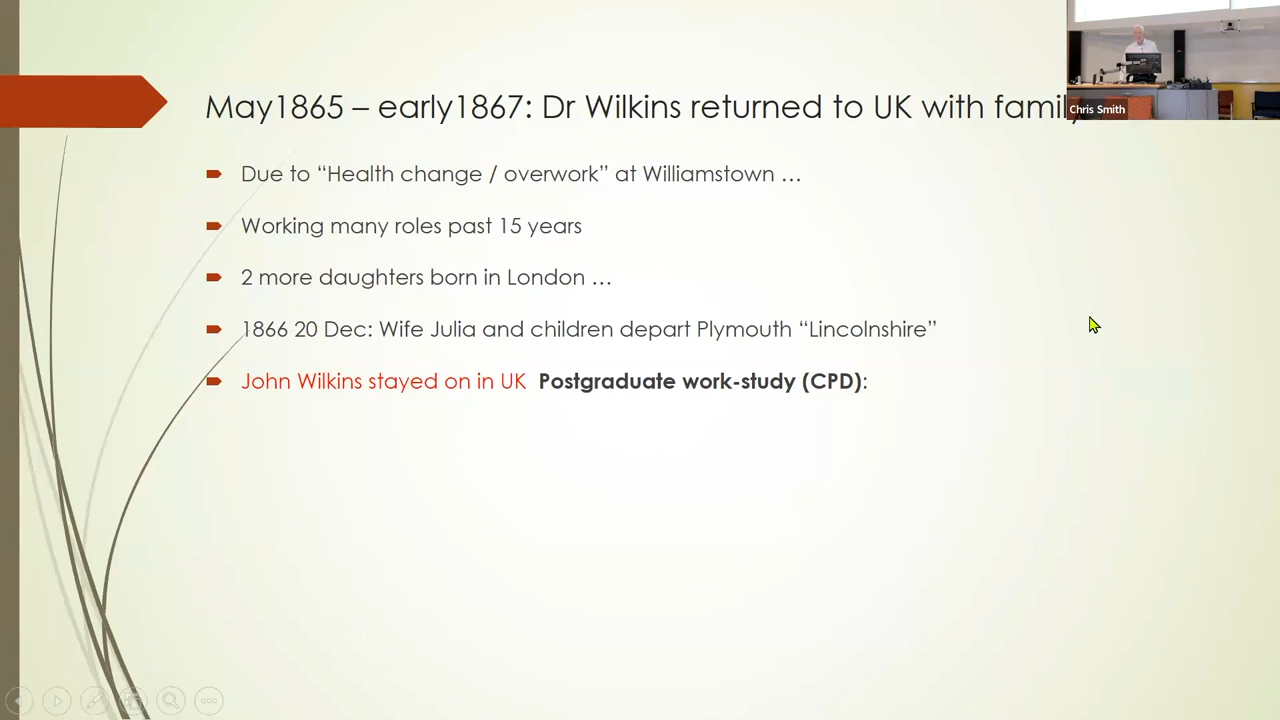 May1865 – early1867: Dr Wilkins returned to UK with family
Chris Smith
Due to “Health change / overwork” at Williamstown …
Working many roles past 15 years
2 more daughters born in London …
1866 20 Dec: Wife Julia and children depart Plymouth “Lincolnshire”
John Wilkins stayed on in UK Postgraduate work-study (CPD):